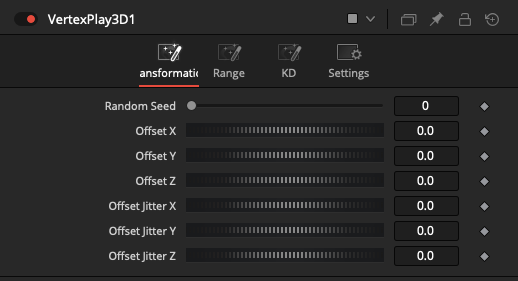 VertexPlay3D1
ansformatic Range KD Settings
Random Seed 0
Offset X 0.0
Offset Y 0.0
Offset Z 0.0
Offset Jitter X 0.0
Offset Jitter Y 0.0
Offset Jitter Z 0.0